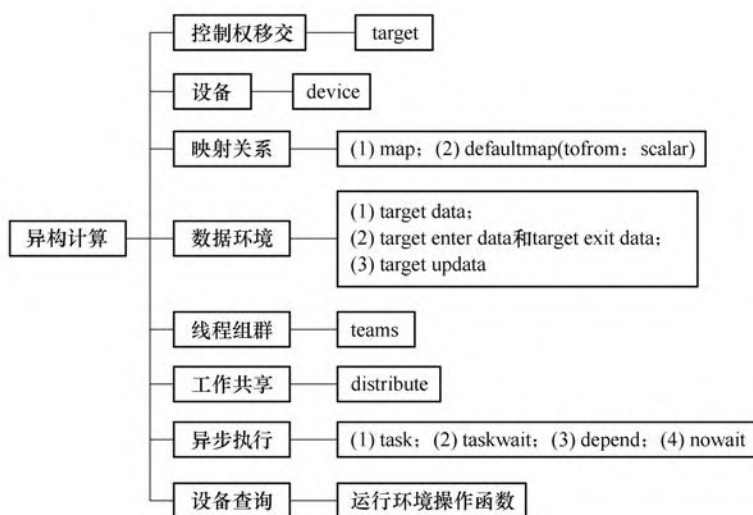 控制权移交
target
设备
device
映射关系
(1) map；(2) defaultmap(tofrom：scalar)
异构计算
数据环境
(1) target data；
(2) target enter data和target exit data；
(3) target updata
线程组群
teams
工作共享
distribute
异步执行
(1) task；(2) taskwait；(3) depend；(4) nowait
设备查询
运行环境操作函数